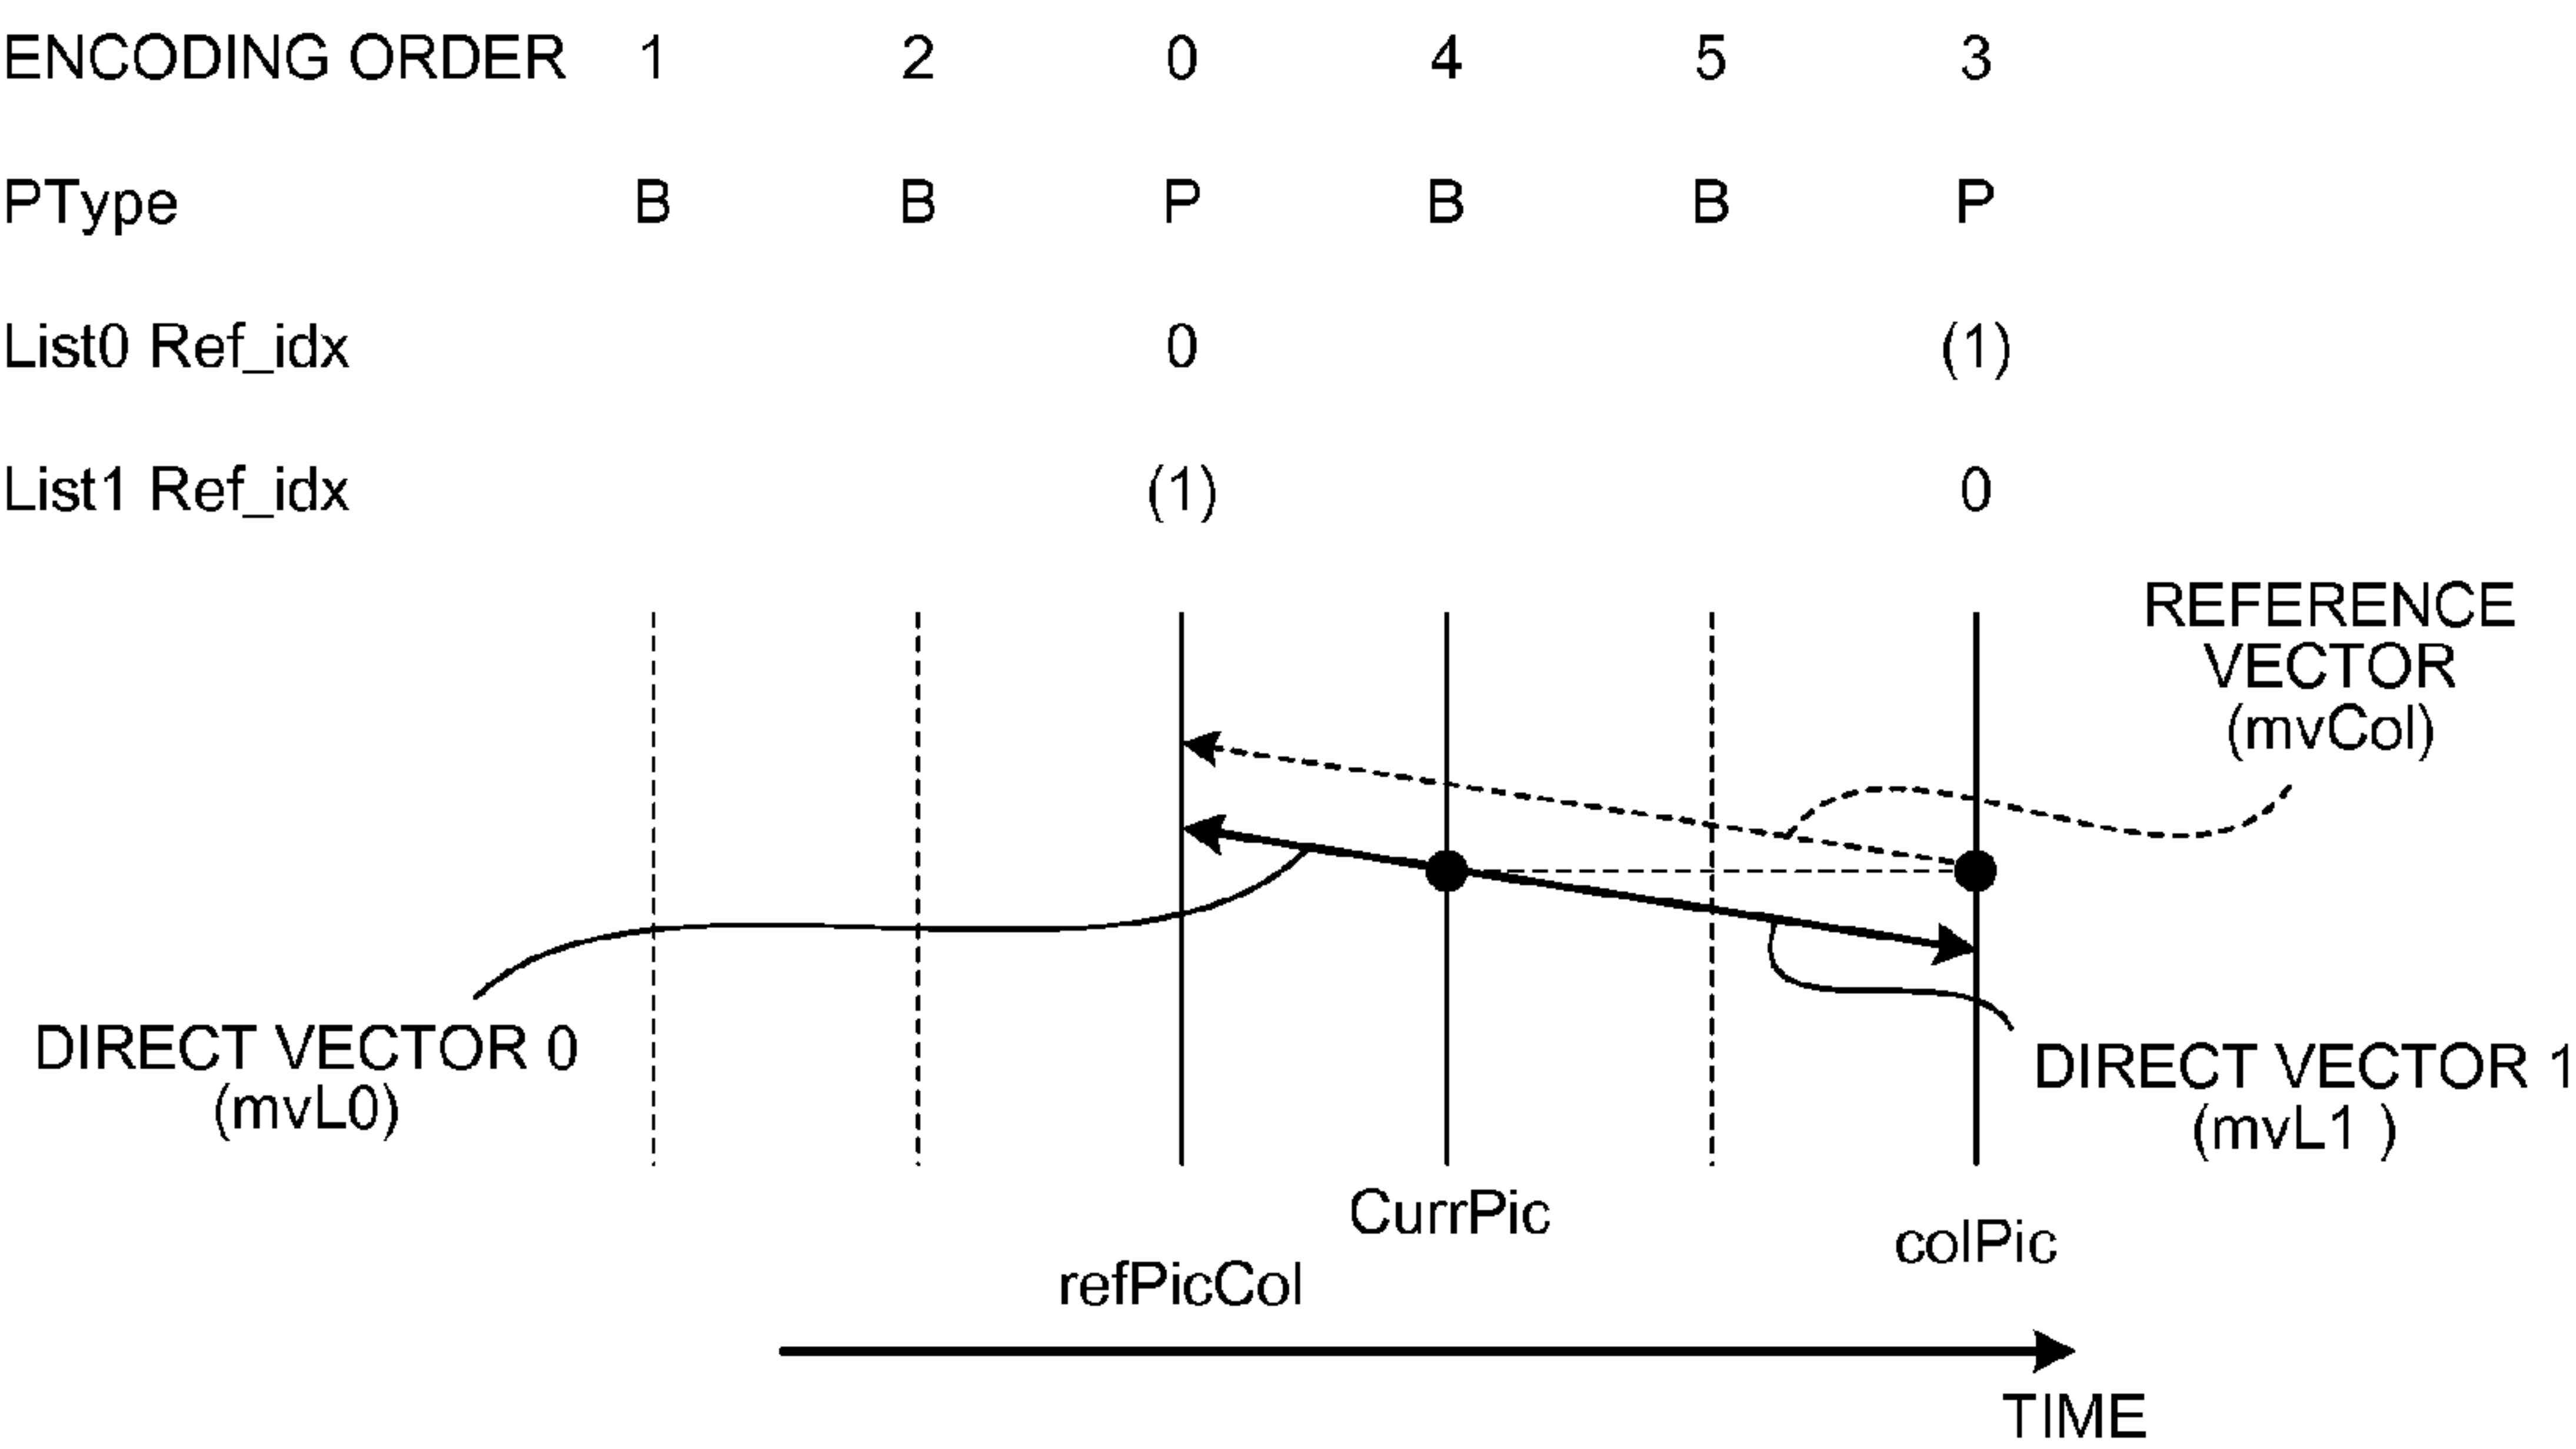 ENCODING ORDER 1 2 0 4 5 3
PType B B P B B P
List0 Ref_idx 0 (1)
List1 Ref_idx (1) 0
REFERENCE
VECTOR
(mvCol)
DIRECT VECTOR 0
(mvL0)
DIRECT VECTOR 1
(mvL1 )
CurrPic
colPic
refPicCol
TIME